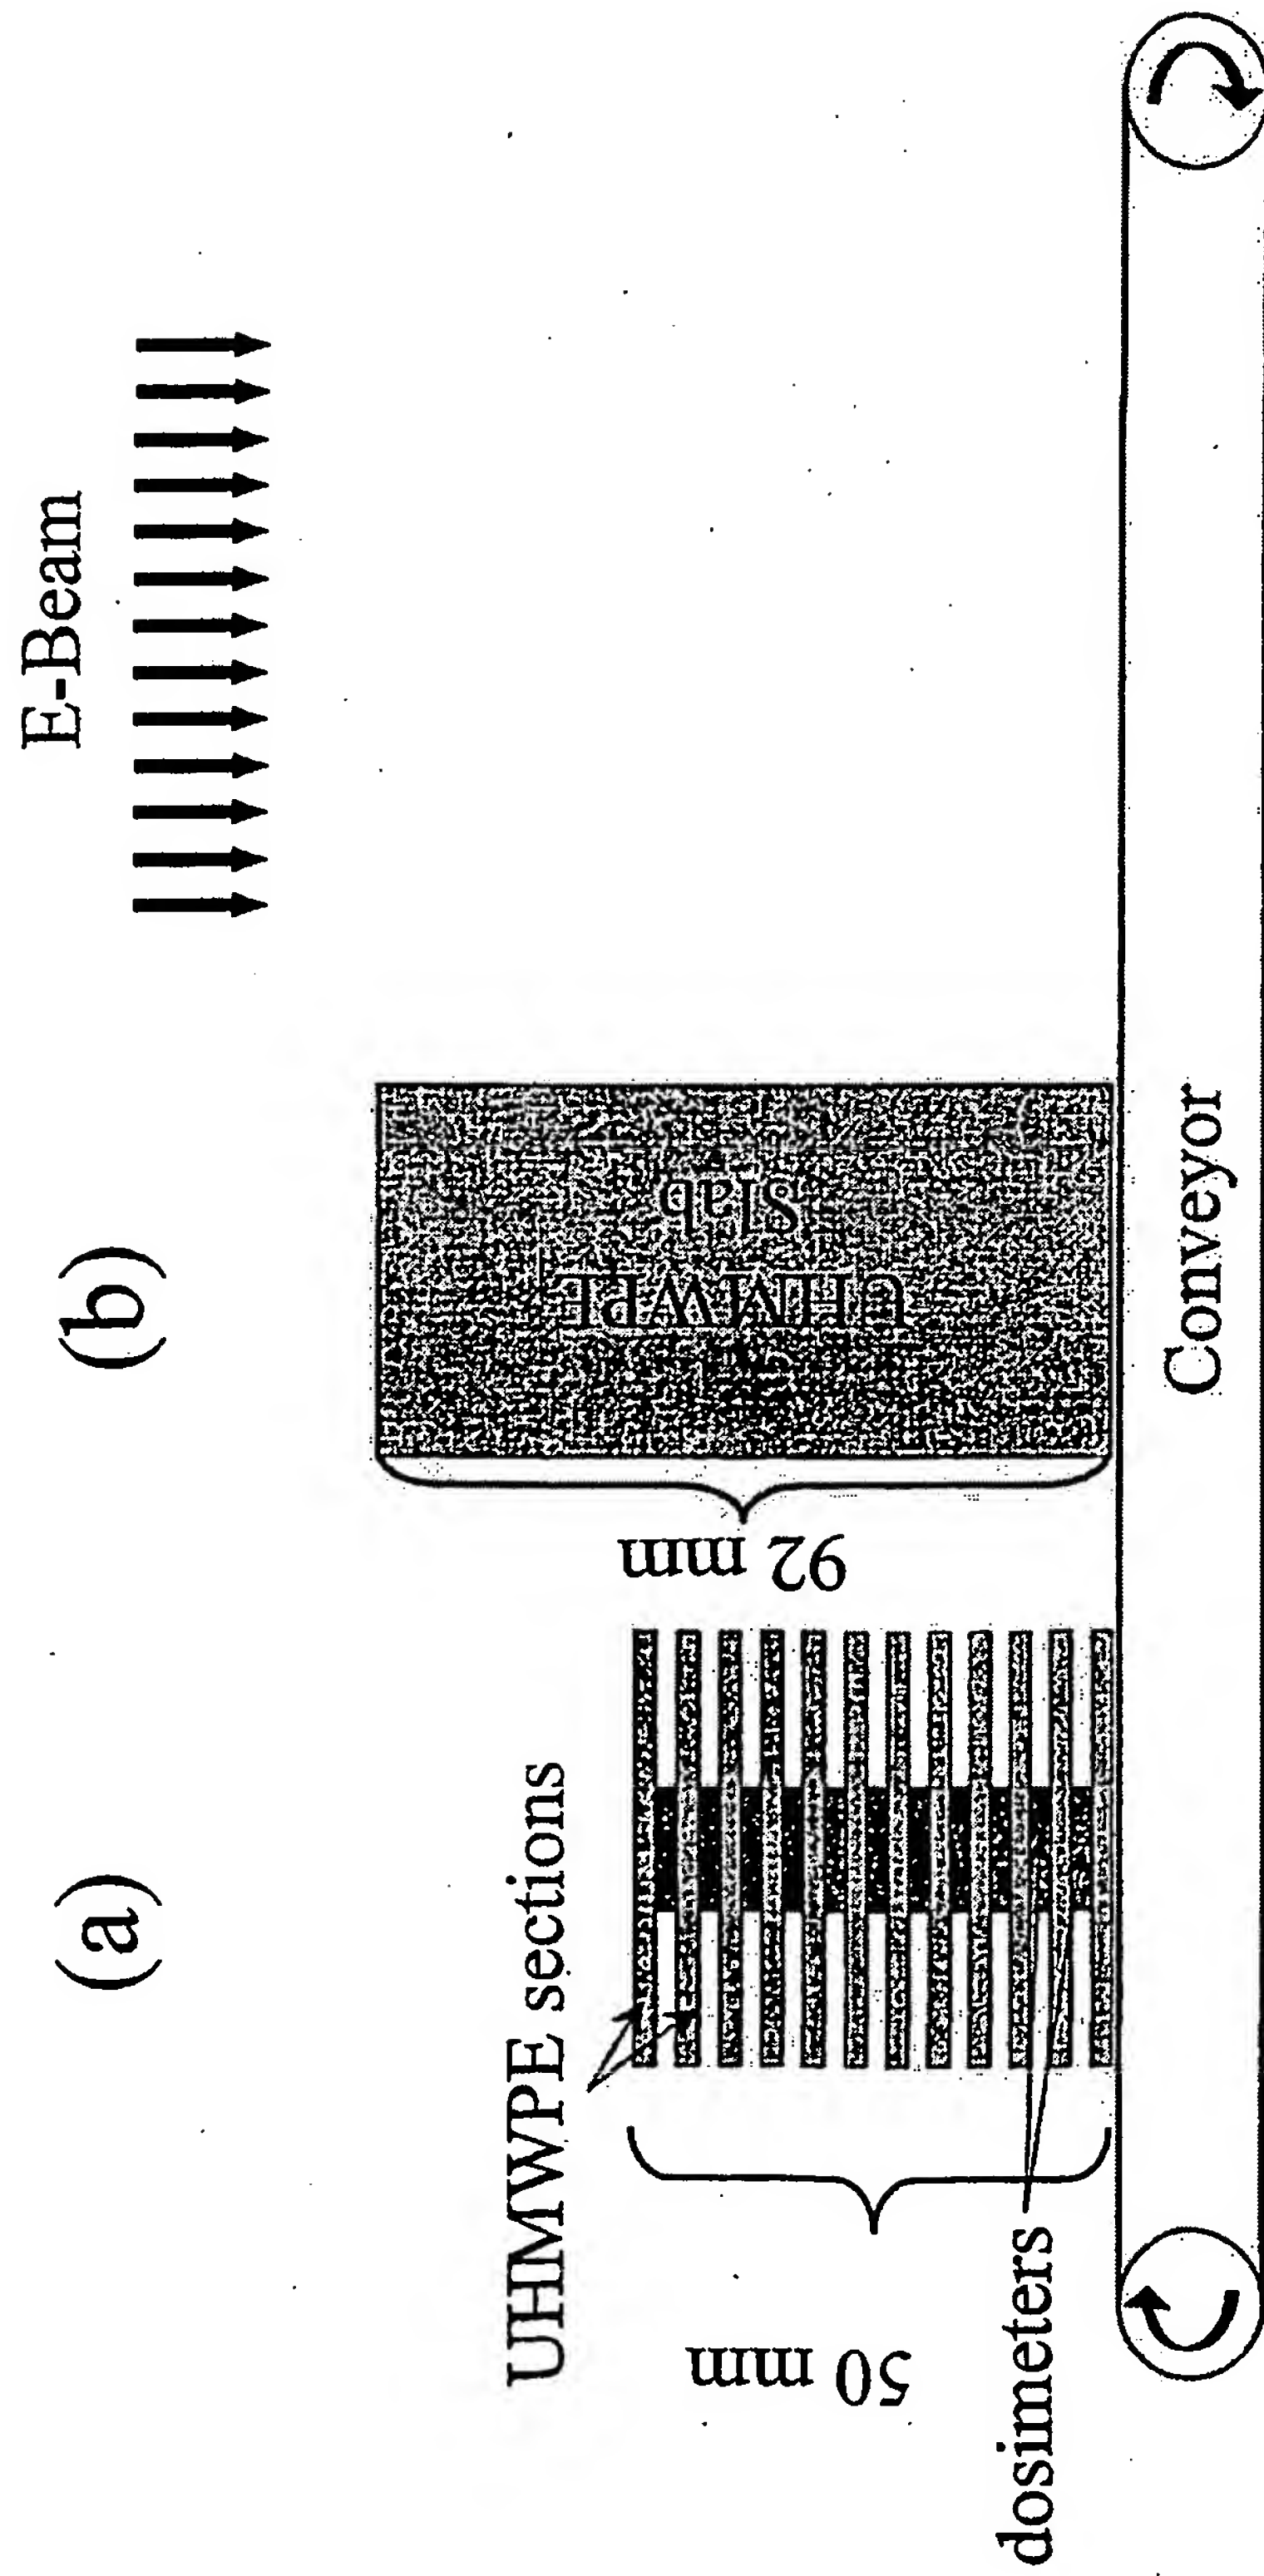 (a)
(b)
E-Beam
UHMWPE sections
50 mm
92 mm
UHMWPE
Slab
dosimeters
Conveyor